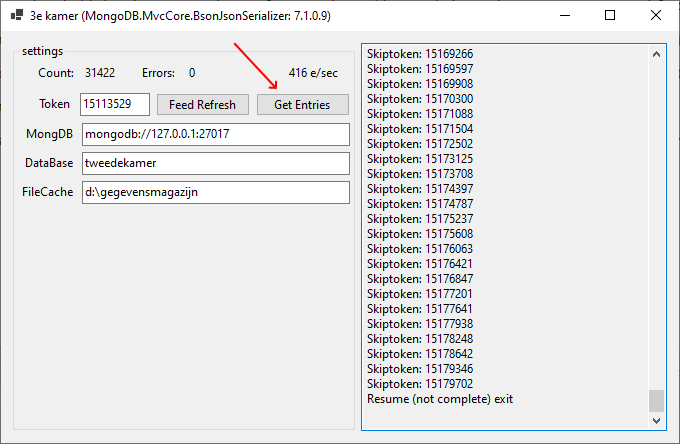 3e kamer (MongoDB.MvcCore.BsonJsonSerializer: 7.1.0.9)
settings
Count: 31422 Errors: 0 416 e/sec
Token 15113529 Feed Refresh Get Entries
MongDB mongodb://127.0.0.1:27017
DataBase tweedekamer
FileCache d:\gegevensmagazijn
Skiptoken: 15169266
Skiptoken: 15169597
Skiptoken: 15169908
Skiptoken: 15170300
Skiptoken: 15171088
Skiptoken: 15171504
Skiptoken: 15172502
Skiptoken: 15173125
Skiptoken: 15173708
Skiptoken: 15174397
Skiptoken: 15174787
Skiptoken: 15175237
Skiptoken: 15175608
Skiptoken: 15176063
Skiptoken: 15176421
Skiptoken: 15176847
Skiptoken: 15177201
Skiptoken: 15177641
Skiptoken: 15177938
Skiptoken: 15178248
Skiptoken: 15178642
Skiptoken: 15179346
Skiptoken: 15179702
Resume (not complete) exit